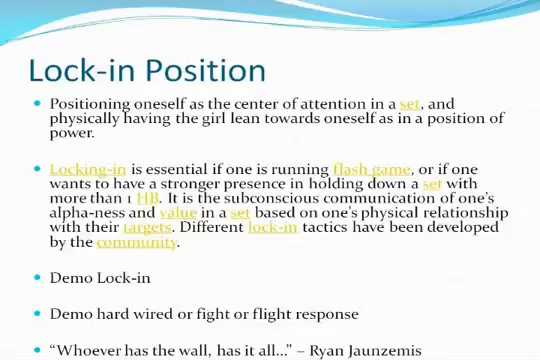 Lock-in Position
Positioning oneself as the center of attention in a set, and
physically having the girl lean towards oneself as in a position of
power.
Locking-in is essential if one is running flash game, or if one
wants to have a stronger presence in holding down a set with
more than 1 HB. It is the subconscious communication of one's
alpha-ness and value in a set based on one's physical relationship
with their targets. Different lock-in tactics have been developed
by the community.
Demo Lock-in
Demo hard wired or fight or flight response
“Whoever has the wall, has it all…” – Ryan Jaunzemis